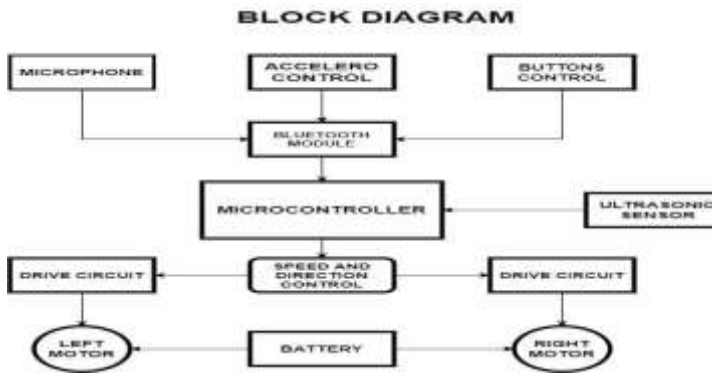 BLOCK DIAGRAM
MICROPHONE
ACCELERO
CONTROL
BUTTONS
CONTROL
BLUETOOTH
MODULE
MICROCONTROLLER
ULTRASONIC
SENSOR
DRIVE CIRCUIT
SPEED AND
DIRECTION
CONTROL
DRIVE CIRCUIT
LEFT
MOTOR
BATTERY
RIGHT
MOTOR